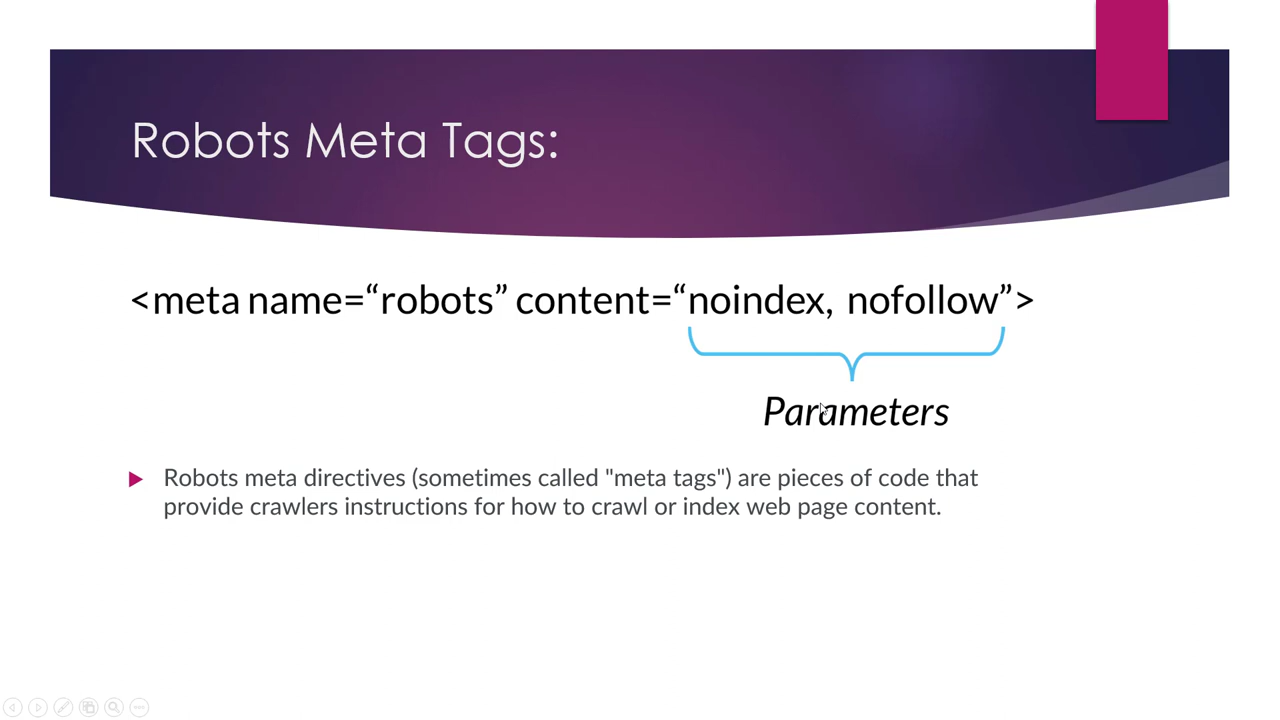 Robots Meta Tags:
<meta name=“robots” content=“noindex, nofollow”>
Parameters
Robots meta directives (sometimes called "meta tags") are pieces of code that
provide crawlers instructions for how to crawl or index web page content.